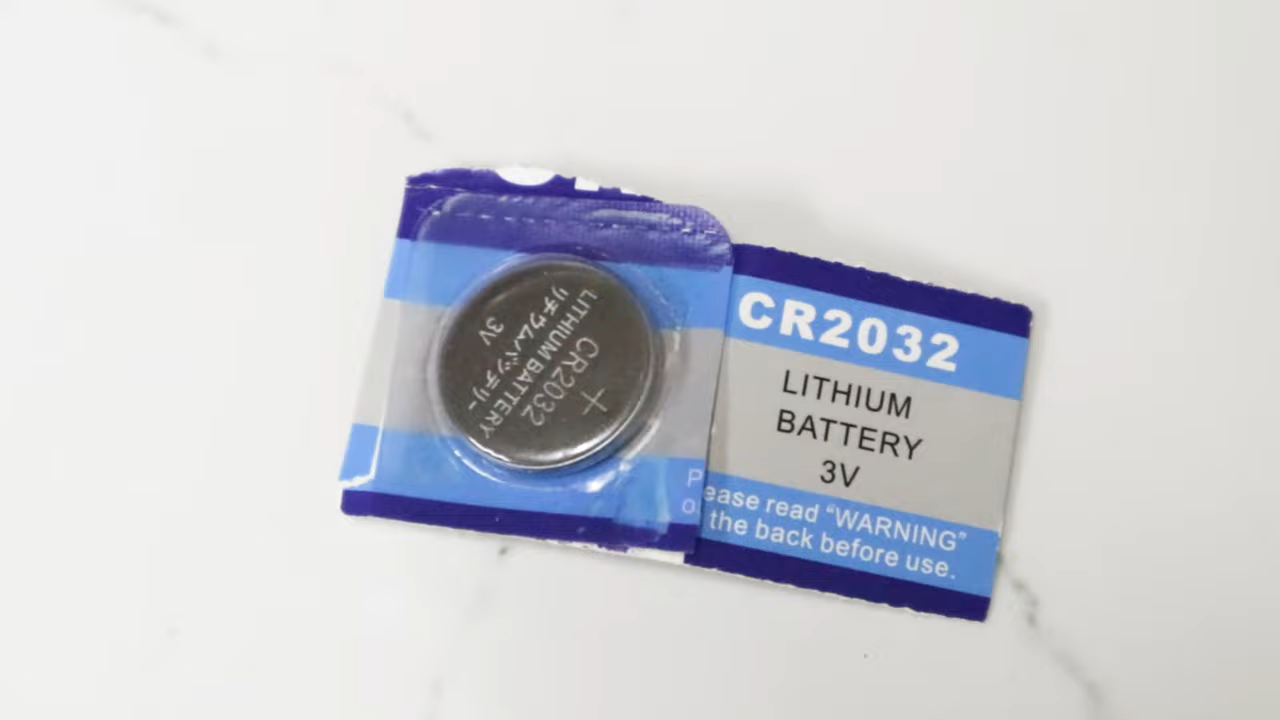 +
CR2032
LITHIUM BATTERY
リチウムバッテリー
3V
CR2032
LITHIUM
BATTERY
3V
P ease read “WARNING”
o the back before use.